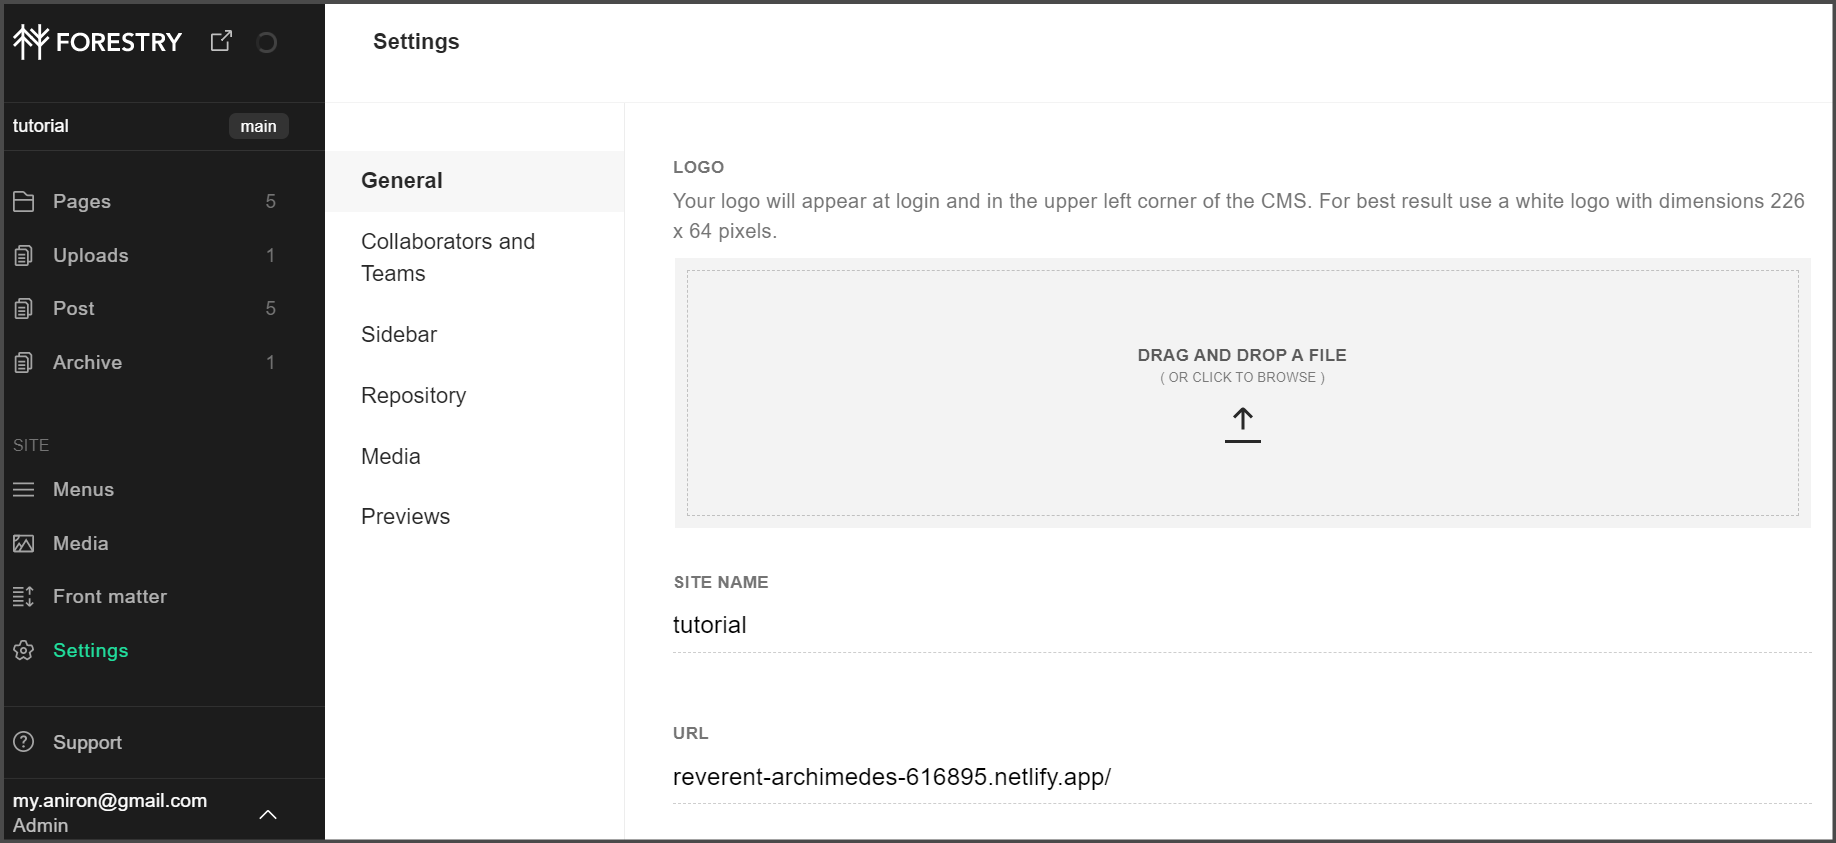 FORESTRY
tutorial
main
Pages 5
Uploads 1
Post 5
Archive 1
SITE
Menus
Media
Front matter
Settings
Support
my.aniron@gmail.com
Admin
Settings
General
Collaborators and
Teams
Sidebar
Repository
Media
Previews
LOGO
Your logo will appear at login and in the upper left corner of the CMS. For best result use a white logo with dimensions 226
x 64 pixels.
DRAG AND DROP A FILE
( OR CLICK TO BROWSE )
SITE NAME
tutorial
URL
reverent-archimedes-616895.netlify.app/